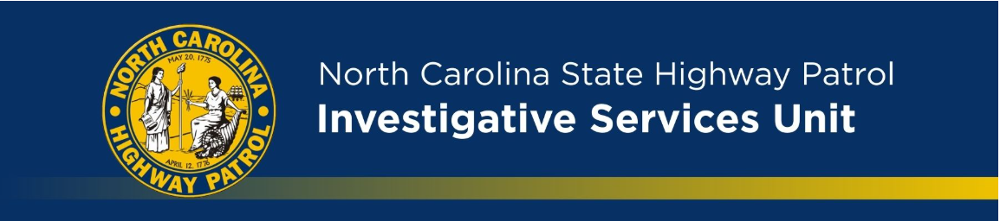 NORTH CAROLINA
MAY 20, 1775
APRIL 12, 1776
HIGHWAY PATROL
North Carolina State Highway Patrol
Investigative Services Unit